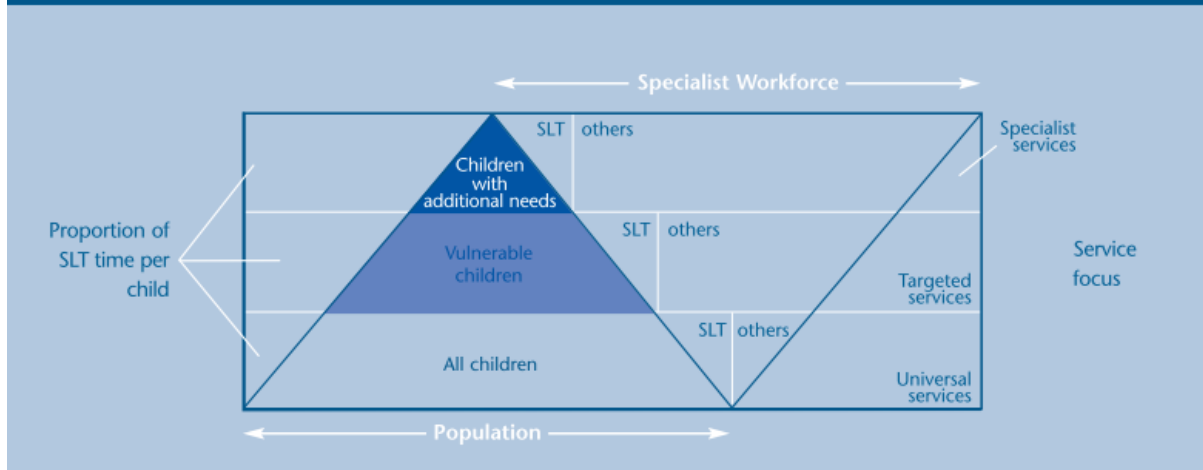 Specialist Workforce
SLT others
Specialist
services
Children
with
additional needs
Proportion of
SLT time per
child
SLT others
Vulnerable
children
Service
focus
Targeted
services
SLT others
All children
Universal
services
Population